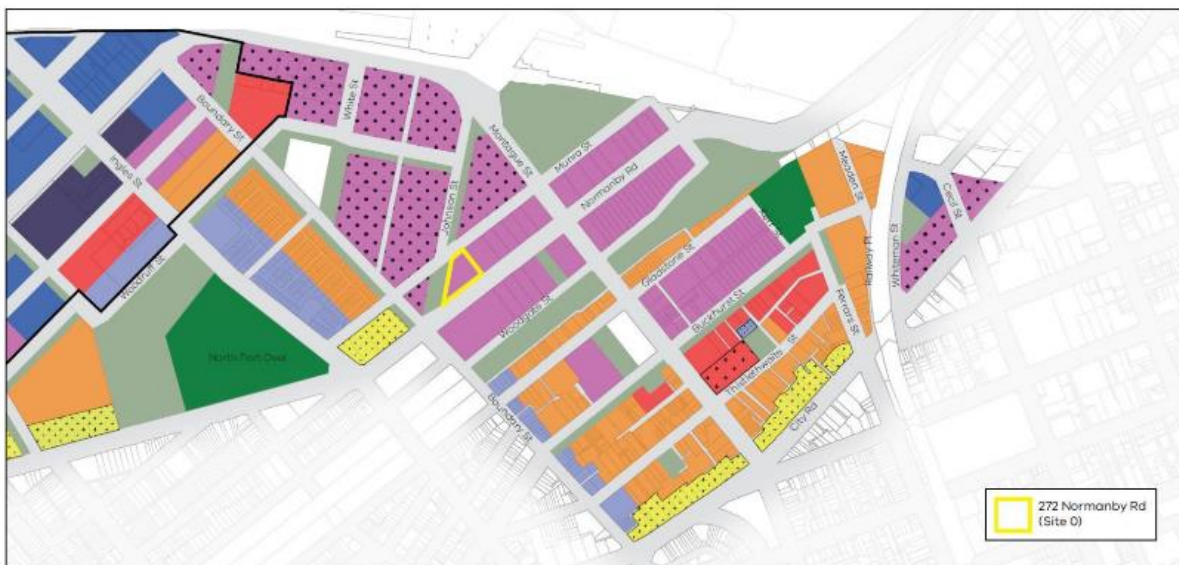 White St
Boundary St
Ingles St
Montague St
Munro St
Johnson St
Normanby Rd
Meaden St
Cecil St
Railway Pl
Whiteman St
Woodruff St
Woodgate St
Gladstone St
Buckhurst St
Ferrars St
North Port Oval
Thistlethwaite St
Boundary St
City Rd
272 Normanby Rd
(Site 0)